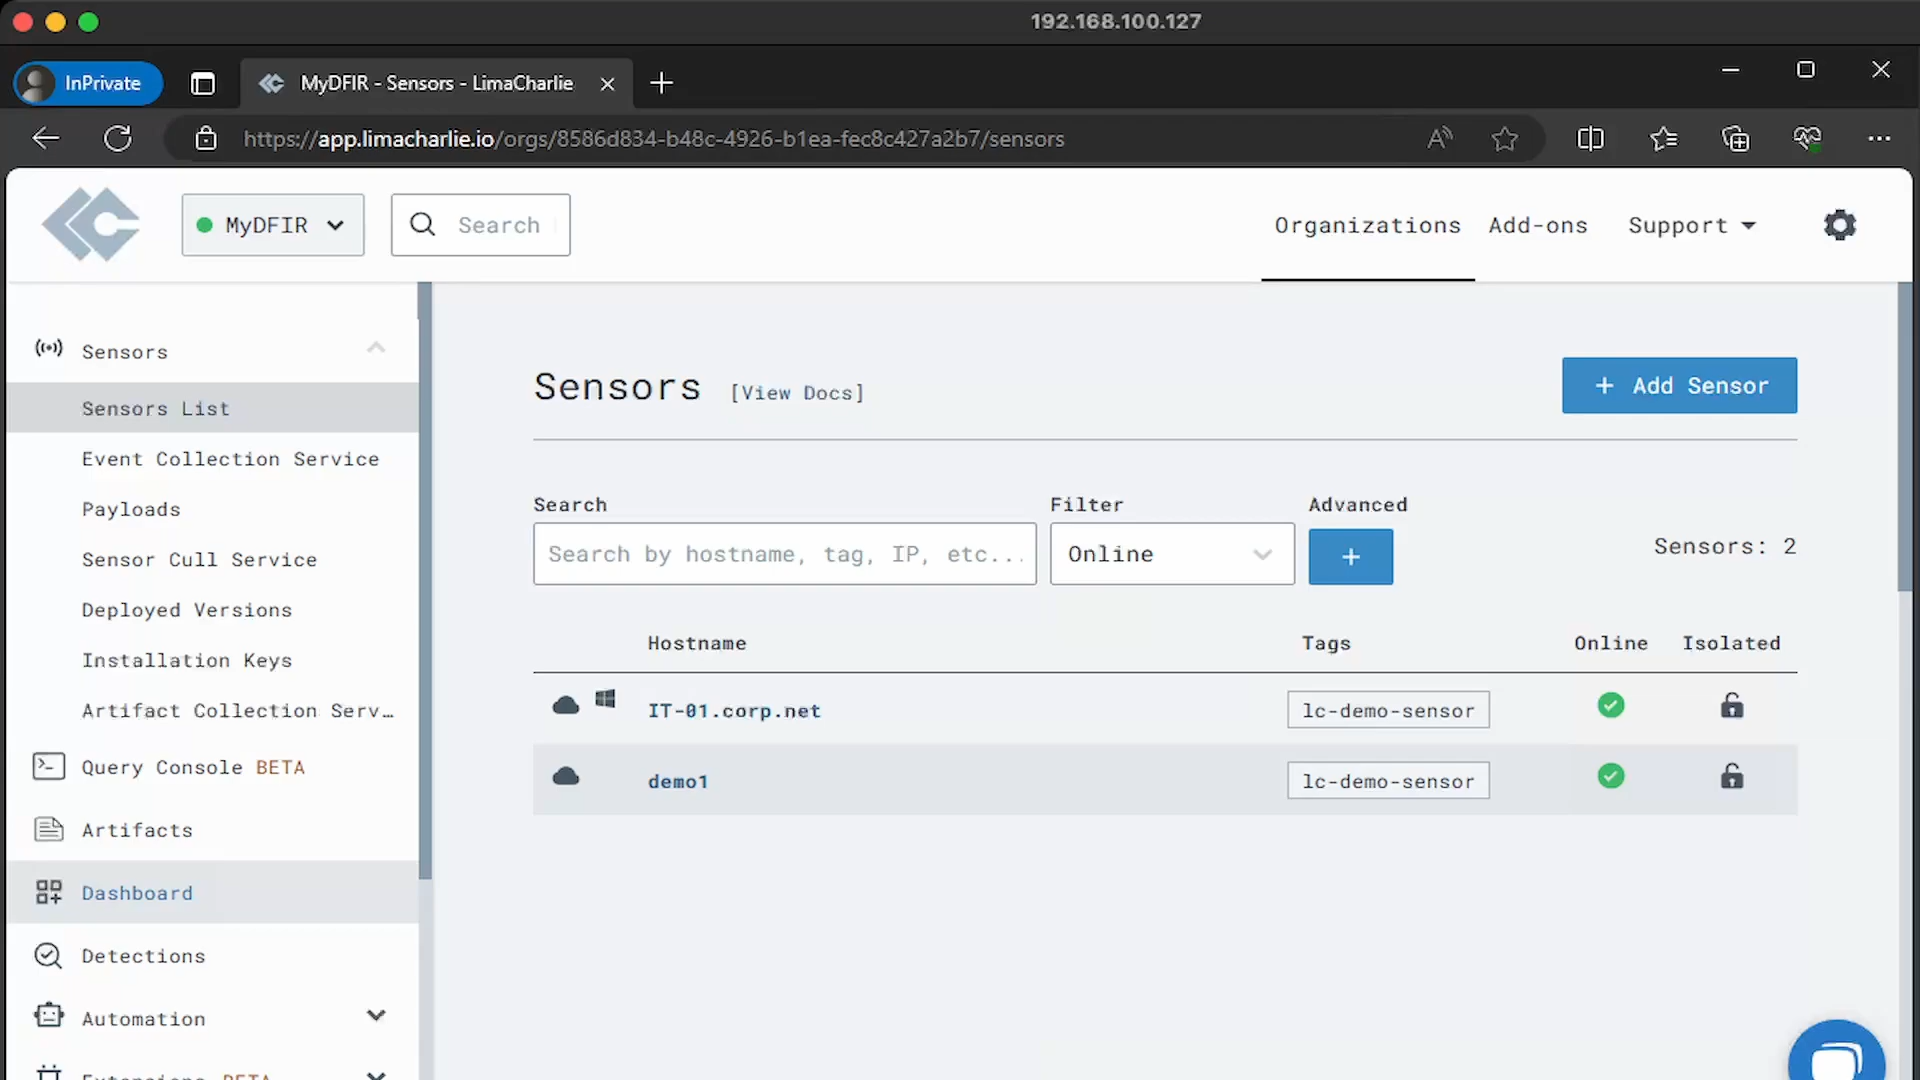 192.168.100.127
InPrivate
MyDFIR - Sensors - LimaCharlie
https://app.limacharlie.io/orgs/8586d834-b48c-4926-b1ea-fec8c427a2b7/sensors
MyDFIR
Search
Organizations
Add-ons
Support
Sensors
Sensors List
Event Collection Service
Payloads
Sensor Cull Service
Deployed Versions
Installation Keys
Artifact Collection Serv…
Query Console BETA
Artifacts
Dashboard
Detections
Automation
Extensions BETA
Sensors [View Docs]
+ Add Sensor
Search
Filter
Advanced
Search by hostname, tag, IP, etc...
Online
+
Sensors: 2
Hostname Tags Online Isolated
IT-01.corp.net lc-demo-sensor
demo1 lc-demo-sensor